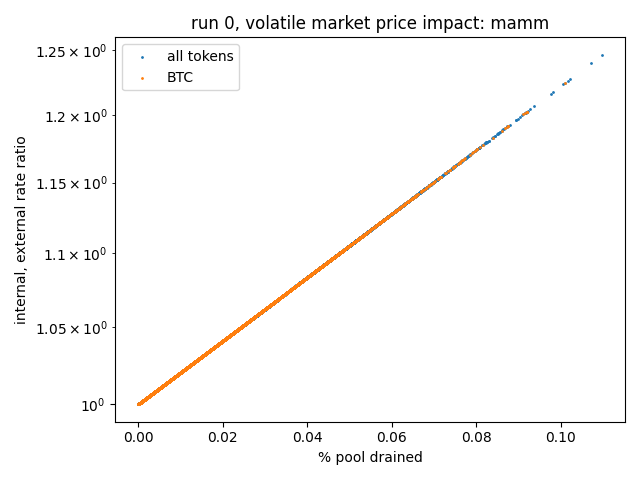 run 0, volatile market price impact: mamm
all tokens
BTC
internal, external rate ratio
1.25 × 10⁰
1.2 × 10⁰
1.15 × 10⁰
1.1 × 10⁰
1.05 × 10⁰
10⁰
0.00 0.02 0.04 0.06 0.08 0.10
% pool drained